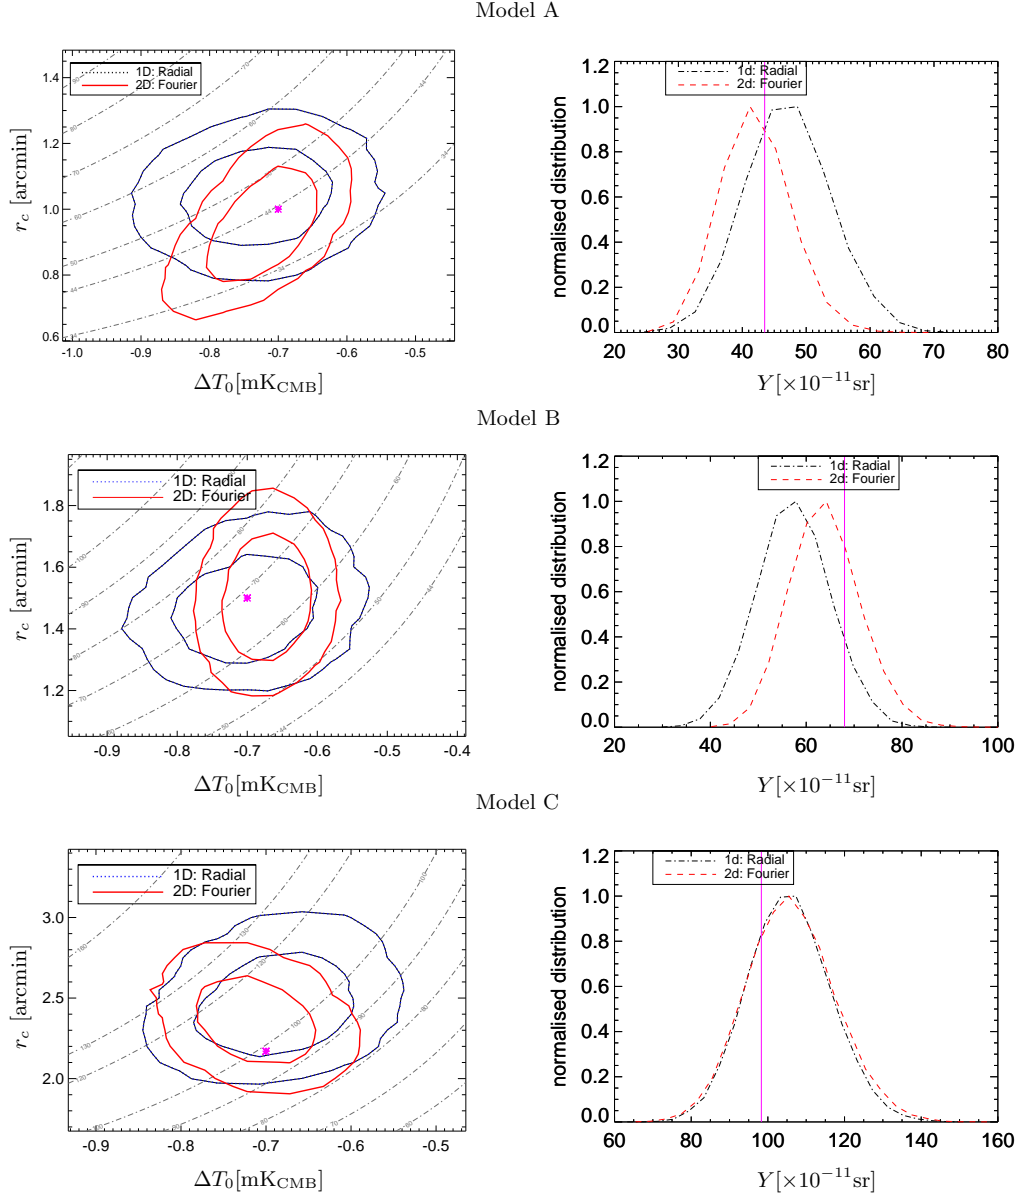 Model A
1D: Radial
2D: Fourier
r_c [arcmin]
1.4
1.2
1.0
0.8
0.6
-1.0 -0.9 -0.8 -0.7 -0.6 -0.5
ΔT_0[mK_CMB]
1d: Radial
2d: Fourier
normalised distribution
1.2
1.0
0.8
0.6
0.4
0.2
0.0
20 30 40 50 60 70 80
Y[×10^−11sr]
Model B
1D: Radial
2D: Fourier
r_c [arcmin]
1.8
1.6
1.4
1.2
-0.9 -0.8 -0.7 -0.6 -0.5 -0.4
ΔT_0[mK_CMB]
1d: Radial
2d: Fourier
normalised distribution
1.2
1.0
0.8
0.6
0.4
0.2
0.0
20 40 60 80 100
Y[×10^−11sr]
Model C
1D: Radial
2D: Fourier
r_c [arcmin]
3.0
2.5
2.0
-0.9 -0.8 -0.7 -0.6 -0.5
ΔT_0[mK_CMB]
1d: Radial
2d: Fourier
normalised distribution
1.2
1.0
0.8
0.6
0.4
0.2
0.0
60 80 100 120 140 160
Y[×10^−11sr]